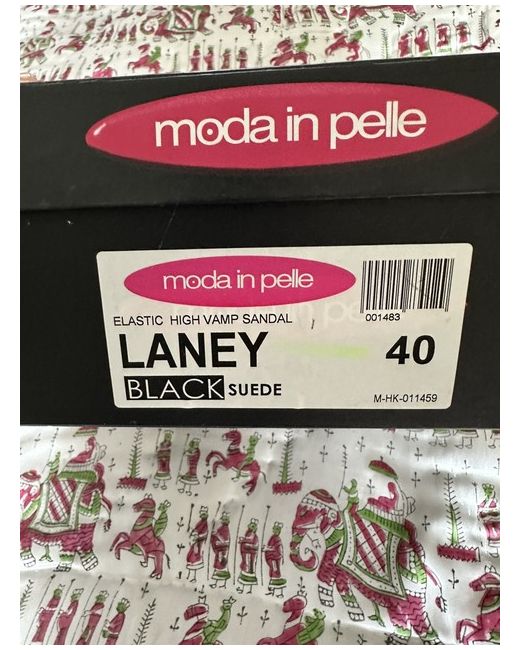 moda in pelle
moda in pelle
ELASTIC HIGH VAMP SANDAL
001483
LANEY 40
BLACK SUEDE
M-HK-011459